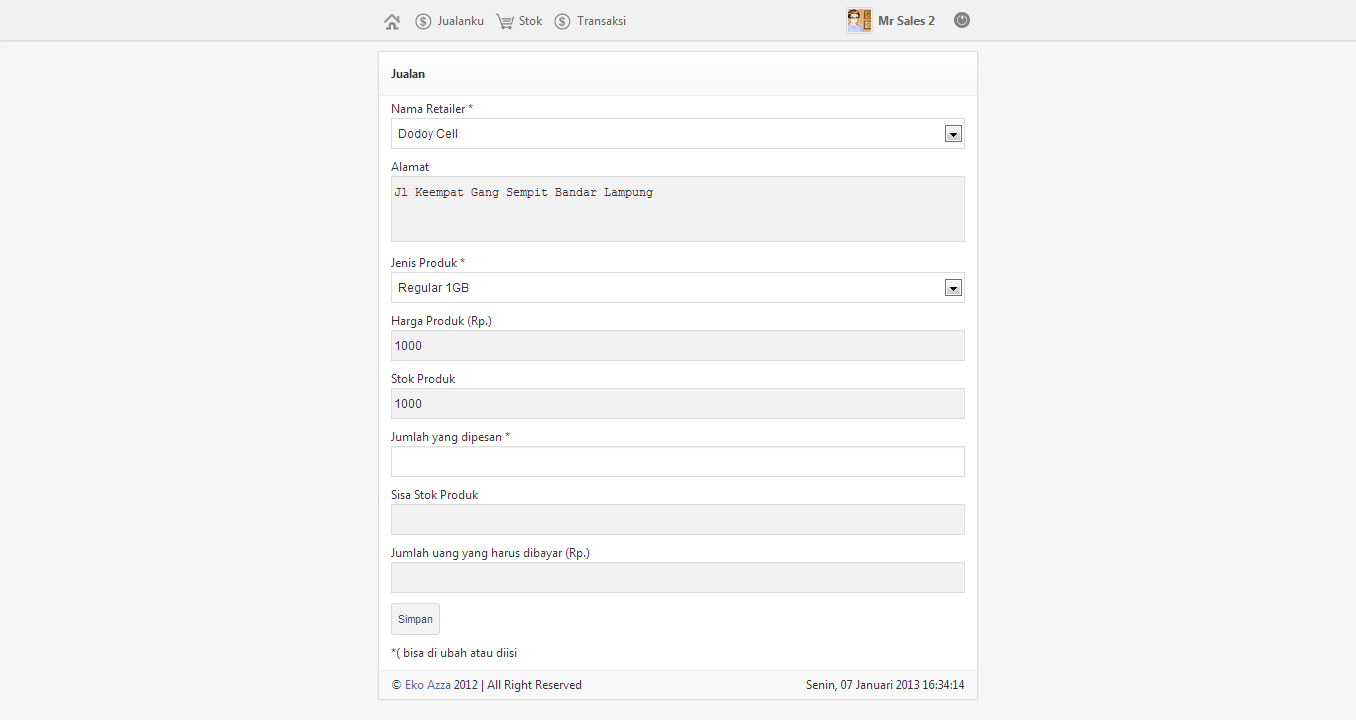 Jualanku Stok Transaksi Mr Sales 2
Jualan
Nama Retailer *
Dodoy Cell
Alamat
Jl Keempat Gang Sempit Bandar Lampung
Jenis Produk *
Regular 1GB
Harga Produk (Rp.)
1000
Stok Produk
1000
Jumlah yang dipesan *
Sisa Stok Produk
Jumlah uang yang harus dibayar (Rp.)
Simpan
*( bisa di ubah atau diisi
© Eko Azza 2012 | All Right Reserved Senin, 07 Januari 2013 16:34:14